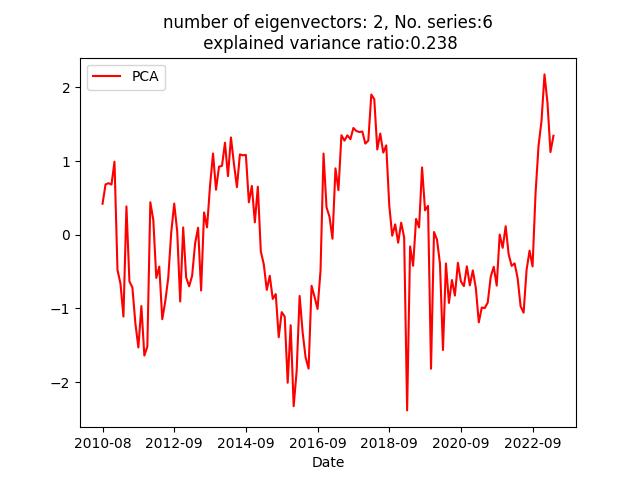 number of eigenvectors: 2, No. series:6
explained variance ratio:0.238
PCA
2
1
0
−1
−2
2010-08 2012-09 2014-09 2016-09 2018-09 2020-09 2022-09
Date